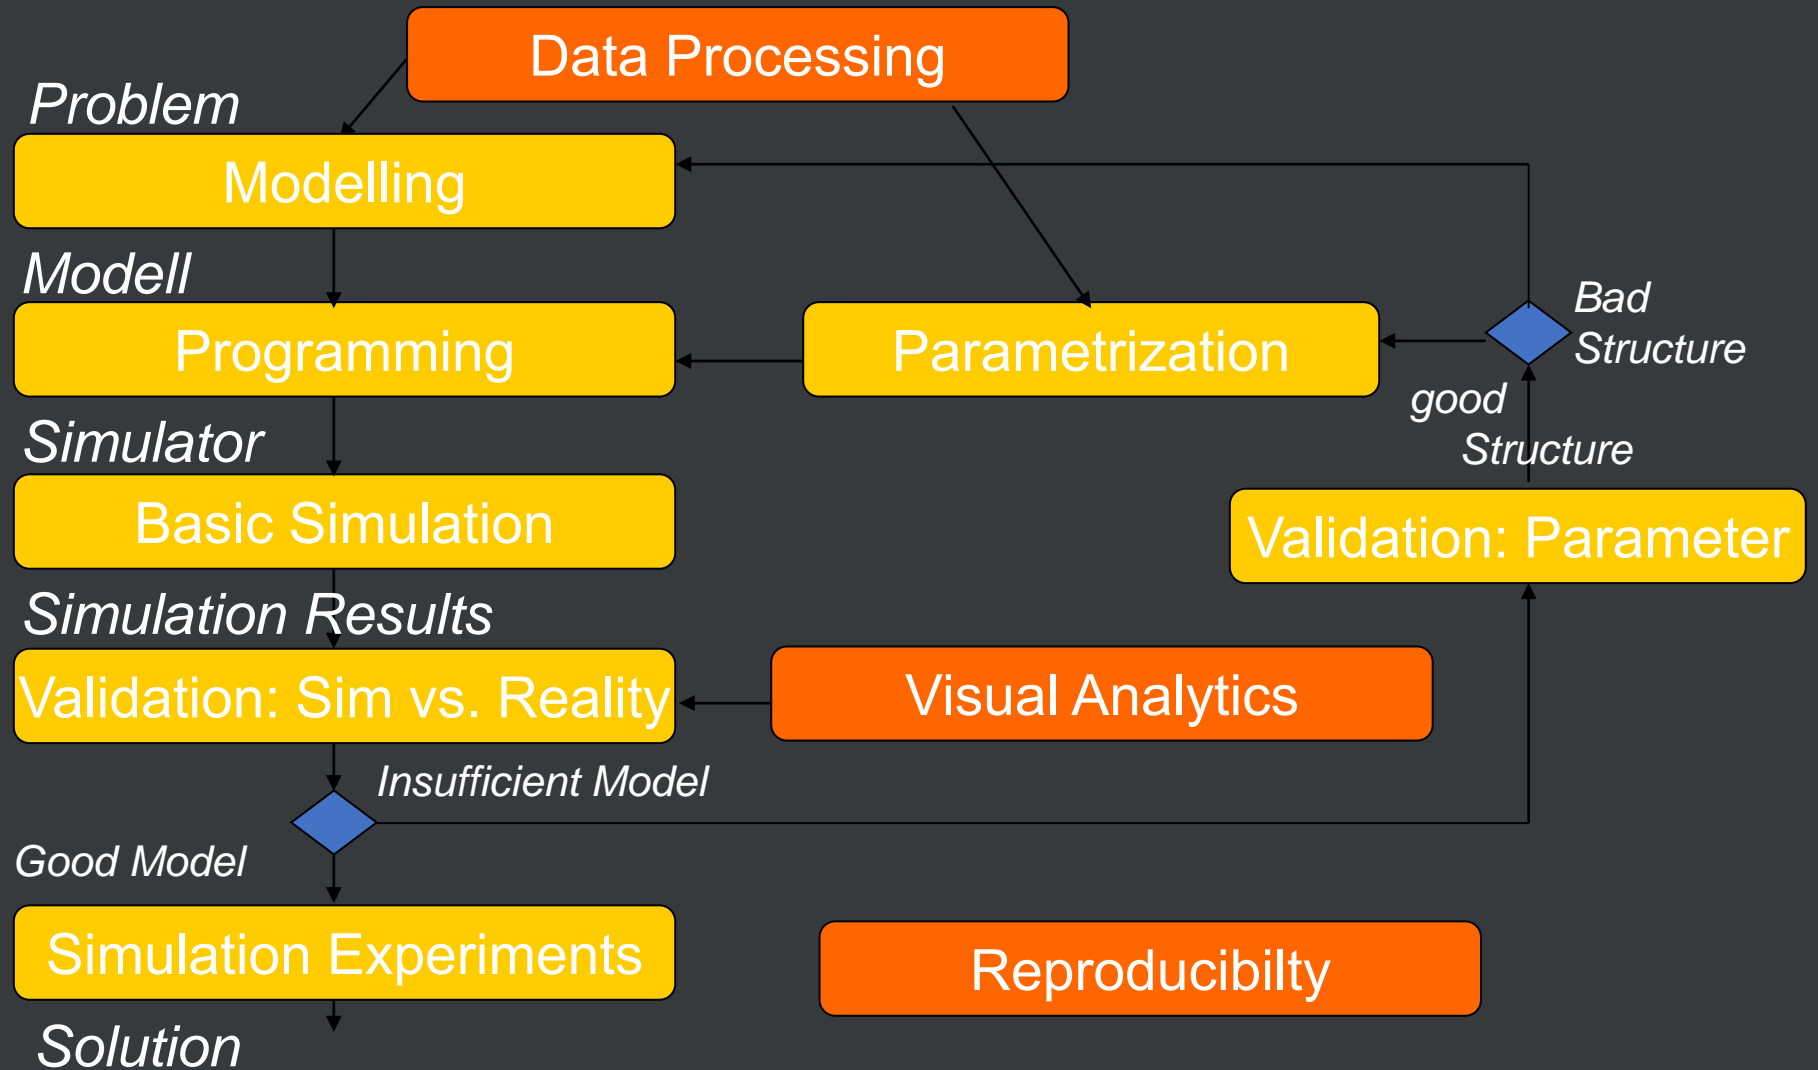 Data Processing
Problem
Modelling
Modell
Programming
Parametrization
Bad
Structure
good
Structure
Simulator
Basic Simulation
Validation: Parameter
Simulation Results
Validation: Sim vs. Reality
Visual Analytics
Insufficient Model
Good Model
Simulation Experiments
Reproducibilty
Solution